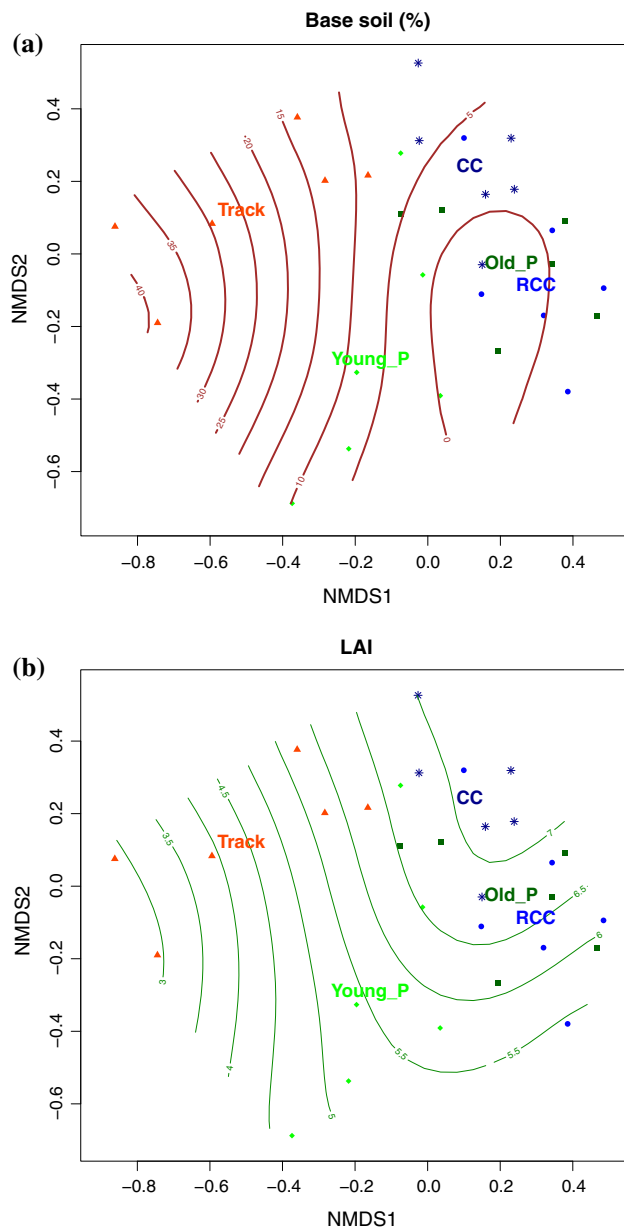 Base soil (%)
(a)
0.4
0.2
0.0
−0.2
−0.4
−0.6
NMDS2
15
20
5
CC
Track
35
40
Old_P
RCC
Young_P
30
25
10
0
−0.8 −0.6 −0.4 −0.2 0.0 0.2 0.4
NMDS1
(b)
LAI
0.4
0.2
0.0
−0.2
−0.4
−0.6
NMDS2
4.5
3.5
CC
7
Track
Old_P
6.5
RCC
6
3
Young_P
4
5.5
5.5
5
−0.8 −0.6 −0.4 −0.2 0.0 0.2 0.4
NMDS1